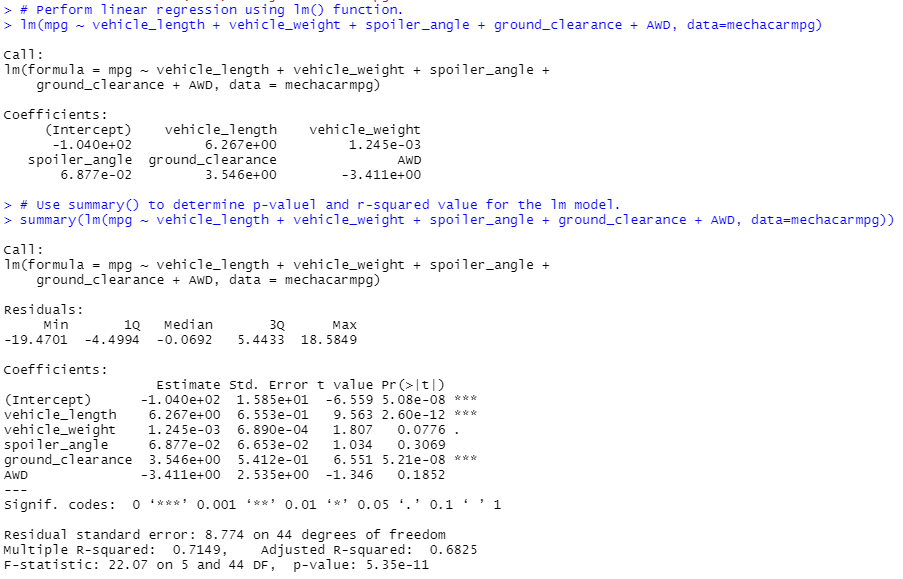 > # Perform linear regression using lm() function.
> lm(mpg ~ vehicle_length + vehicle_weight + spoiler_angle + ground_clearance + AWD, data=mechacarmpg)
Call:
lm(formula = mpg ~ vehicle_length + vehicle_weight + spoiler_angle +
    ground_clearance + AWD, data = mechacarmpg)
Coefficients:
     (Intercept)    vehicle_length    vehicle_weight
      -1.040e+02         6.267e+00         1.245e-03
   spoiler_angle  ground_clearance               AWD
       6.877e-02         3.546e+00        -3.411e+00
> # Use summary() to determine p-valuel and r-squared value for the lm model.
> summary(lm(mpg ~ vehicle_length + vehicle_weight + spoiler_angle + ground_clearance + AWD, data=mechacarmpg))
Call:
lm(formula = mpg ~ vehicle_length + vehicle_weight + spoiler_angle +
    ground_clearance + AWD, data = mechacarmpg)
Residuals:
     Min       1Q   Median       3Q      Max
-19.4701  -4.4994  -0.0692   5.4433  18.5849
Coefficients:
                   Estimate Std. Error t value Pr(>|t|)
(Intercept)      -1.040e+02  1.585e+01  -6.559 5.08e-08 ***
vehicle_length    6.267e+00  6.553e-01   9.563 2.60e-12 ***
vehicle_weight    1.245e-03  6.890e-04   1.807   0.0776 .
spoiler_angle     6.877e-02  6.653e-02   1.034   0.3069
ground_clearance  3.546e+00  5.412e-01   6.551 5.21e-08 ***
AWD              -3.411e+00  2.535e+00  -1.346   0.1852
---
Signif. codes:  0 ‘***’ 0.001 ‘**’ 0.01 ‘*’ 0.05 ‘.’ 0.1 ‘ ’ 1
Residual standard error: 8.774 on 44 degrees of freedom
Multiple R-squared:  0.7149,    Adjusted R-squared:  0.6825
F-statistic: 22.07 on 5 and 44 DF,  p-value: 5.35e-11